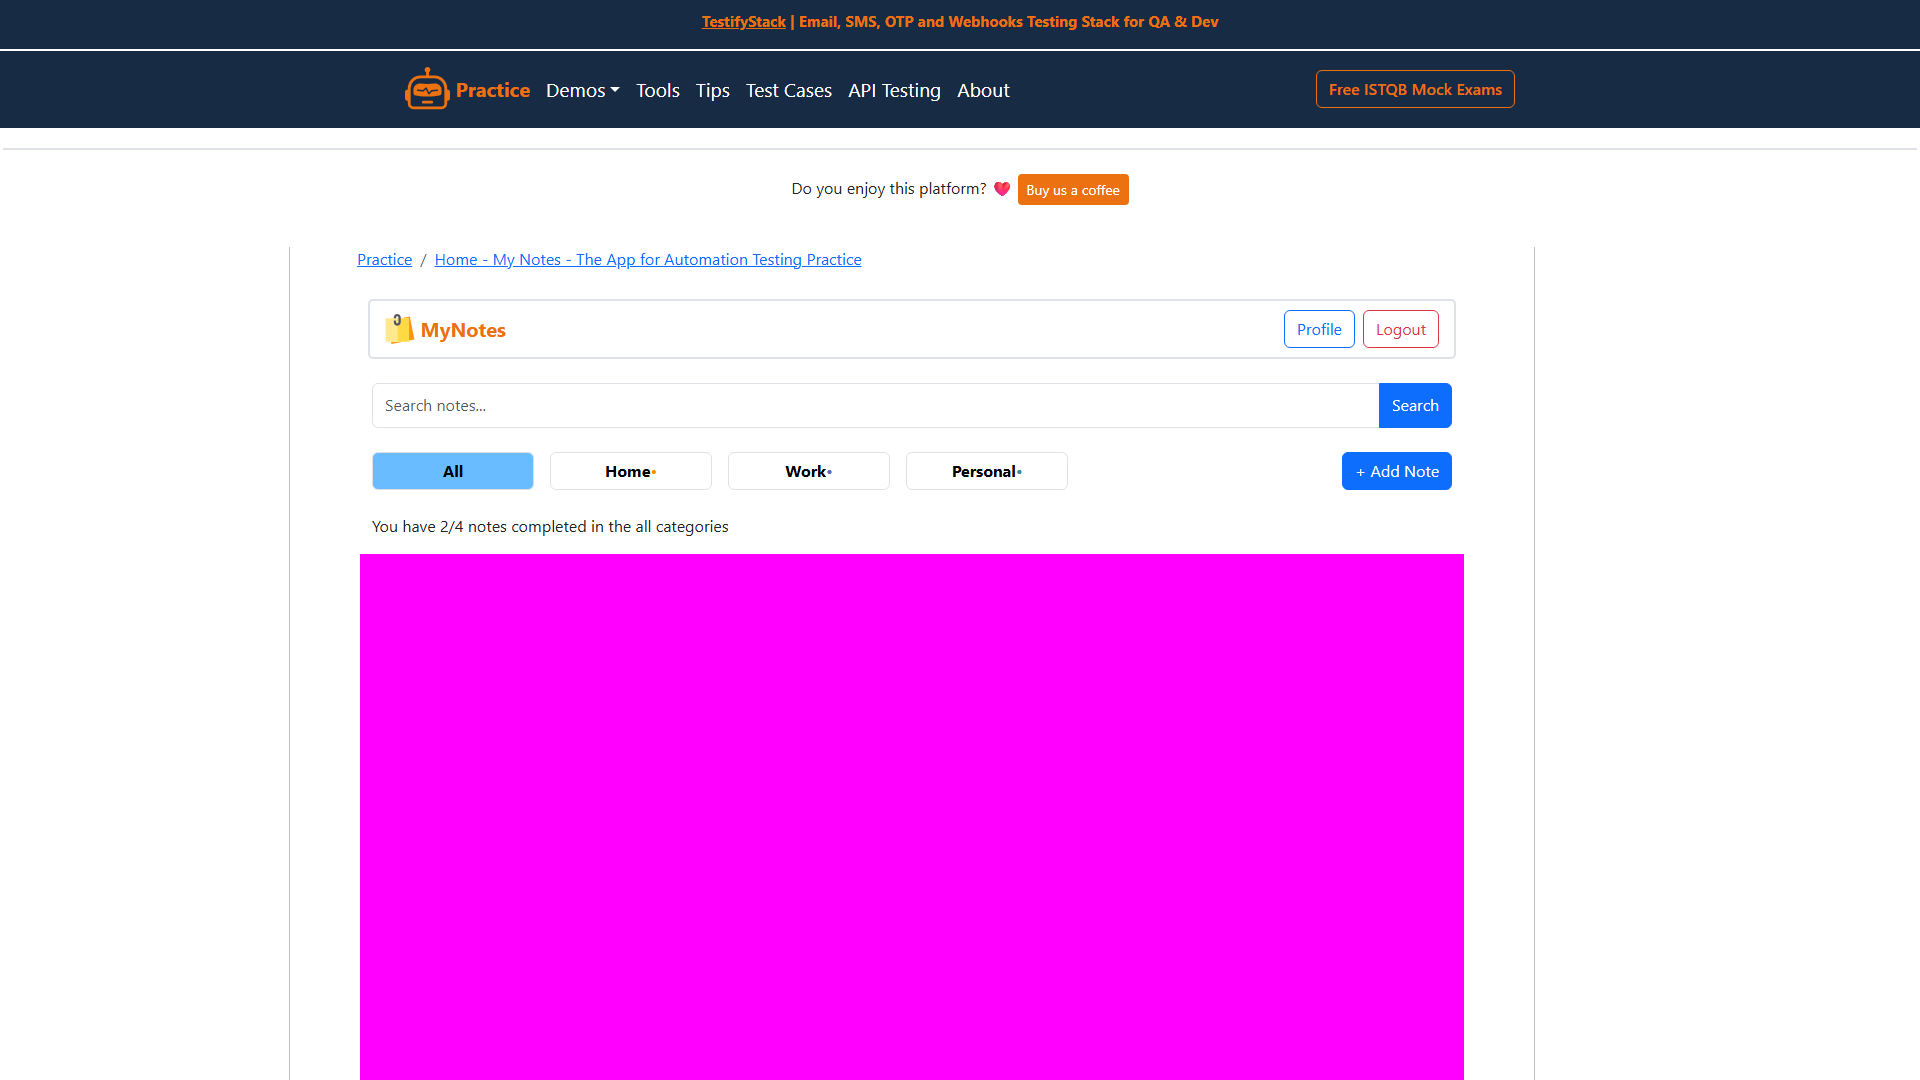 TestifyStack | Email, SMS, OTP and Webhooks Testing Stack for QA & Dev
Practice Demos Tools Tips Test Cases API Testing About Free ISTQB Mock Exams
Do you enjoy this platform? Buy us a coffee
Practice / Home - My Notes - The App for Automation Testing Practice
MyNotes Profile Logout
Search notes... Search
All Home Work Personal + Add Note
You have 2/4 notes completed in the all categories